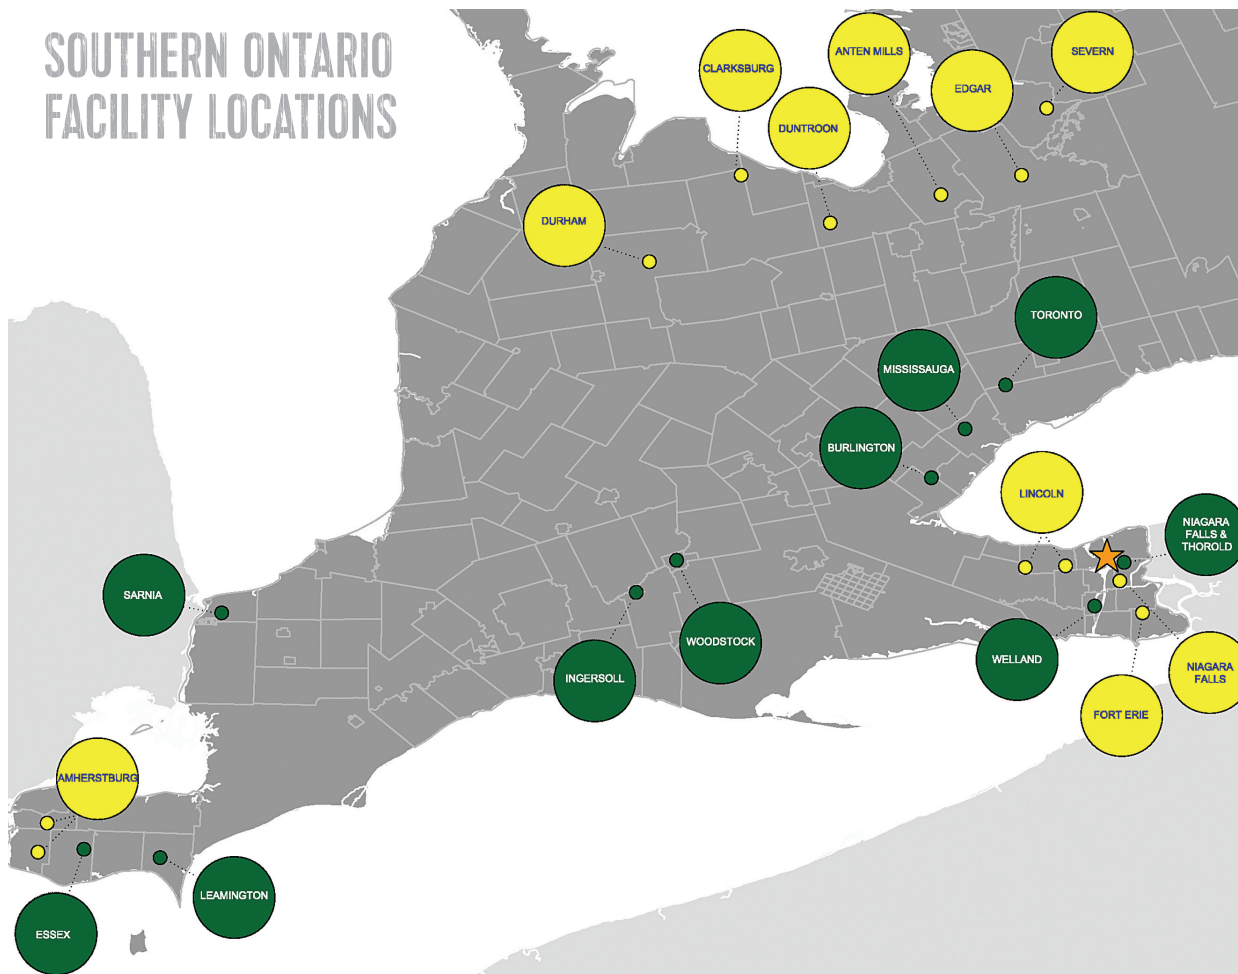 SOUTHERN ONTARIO
FACILITY LOCATIONS
CLARKSBURG
ANTEN MILLS
SEVERN
EDGAR
DUNTROON
DURHAM
TORONTO
MISSISSAUGA
BURLINGTON
LINCOLN
NIAGARA
FALLS &
THOROLD
SARNIA
WOODSTOCK
INGERSOLL
WELLAND
NIAGARA
FALLS
FORT ERIE
AMHERSTBURG
LEAMINGTON
ESSEX